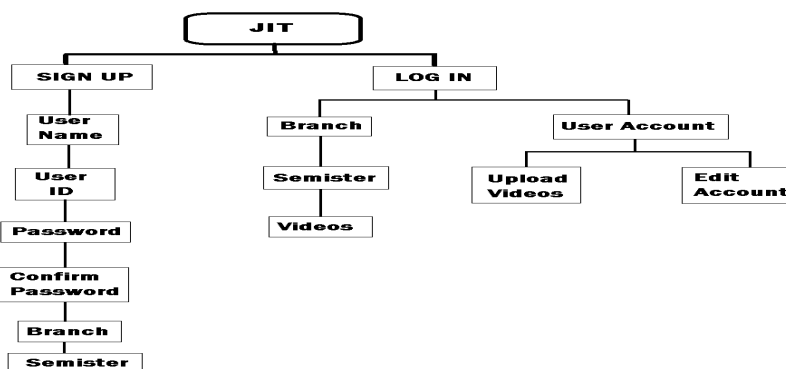 JIT
SIGN UP
LOG IN
User
Name
Branch
User Account
User
ID
Semister
Upload
Videos
Edit
Account
Password
Videos
Confirm
Password
Branch
Semister